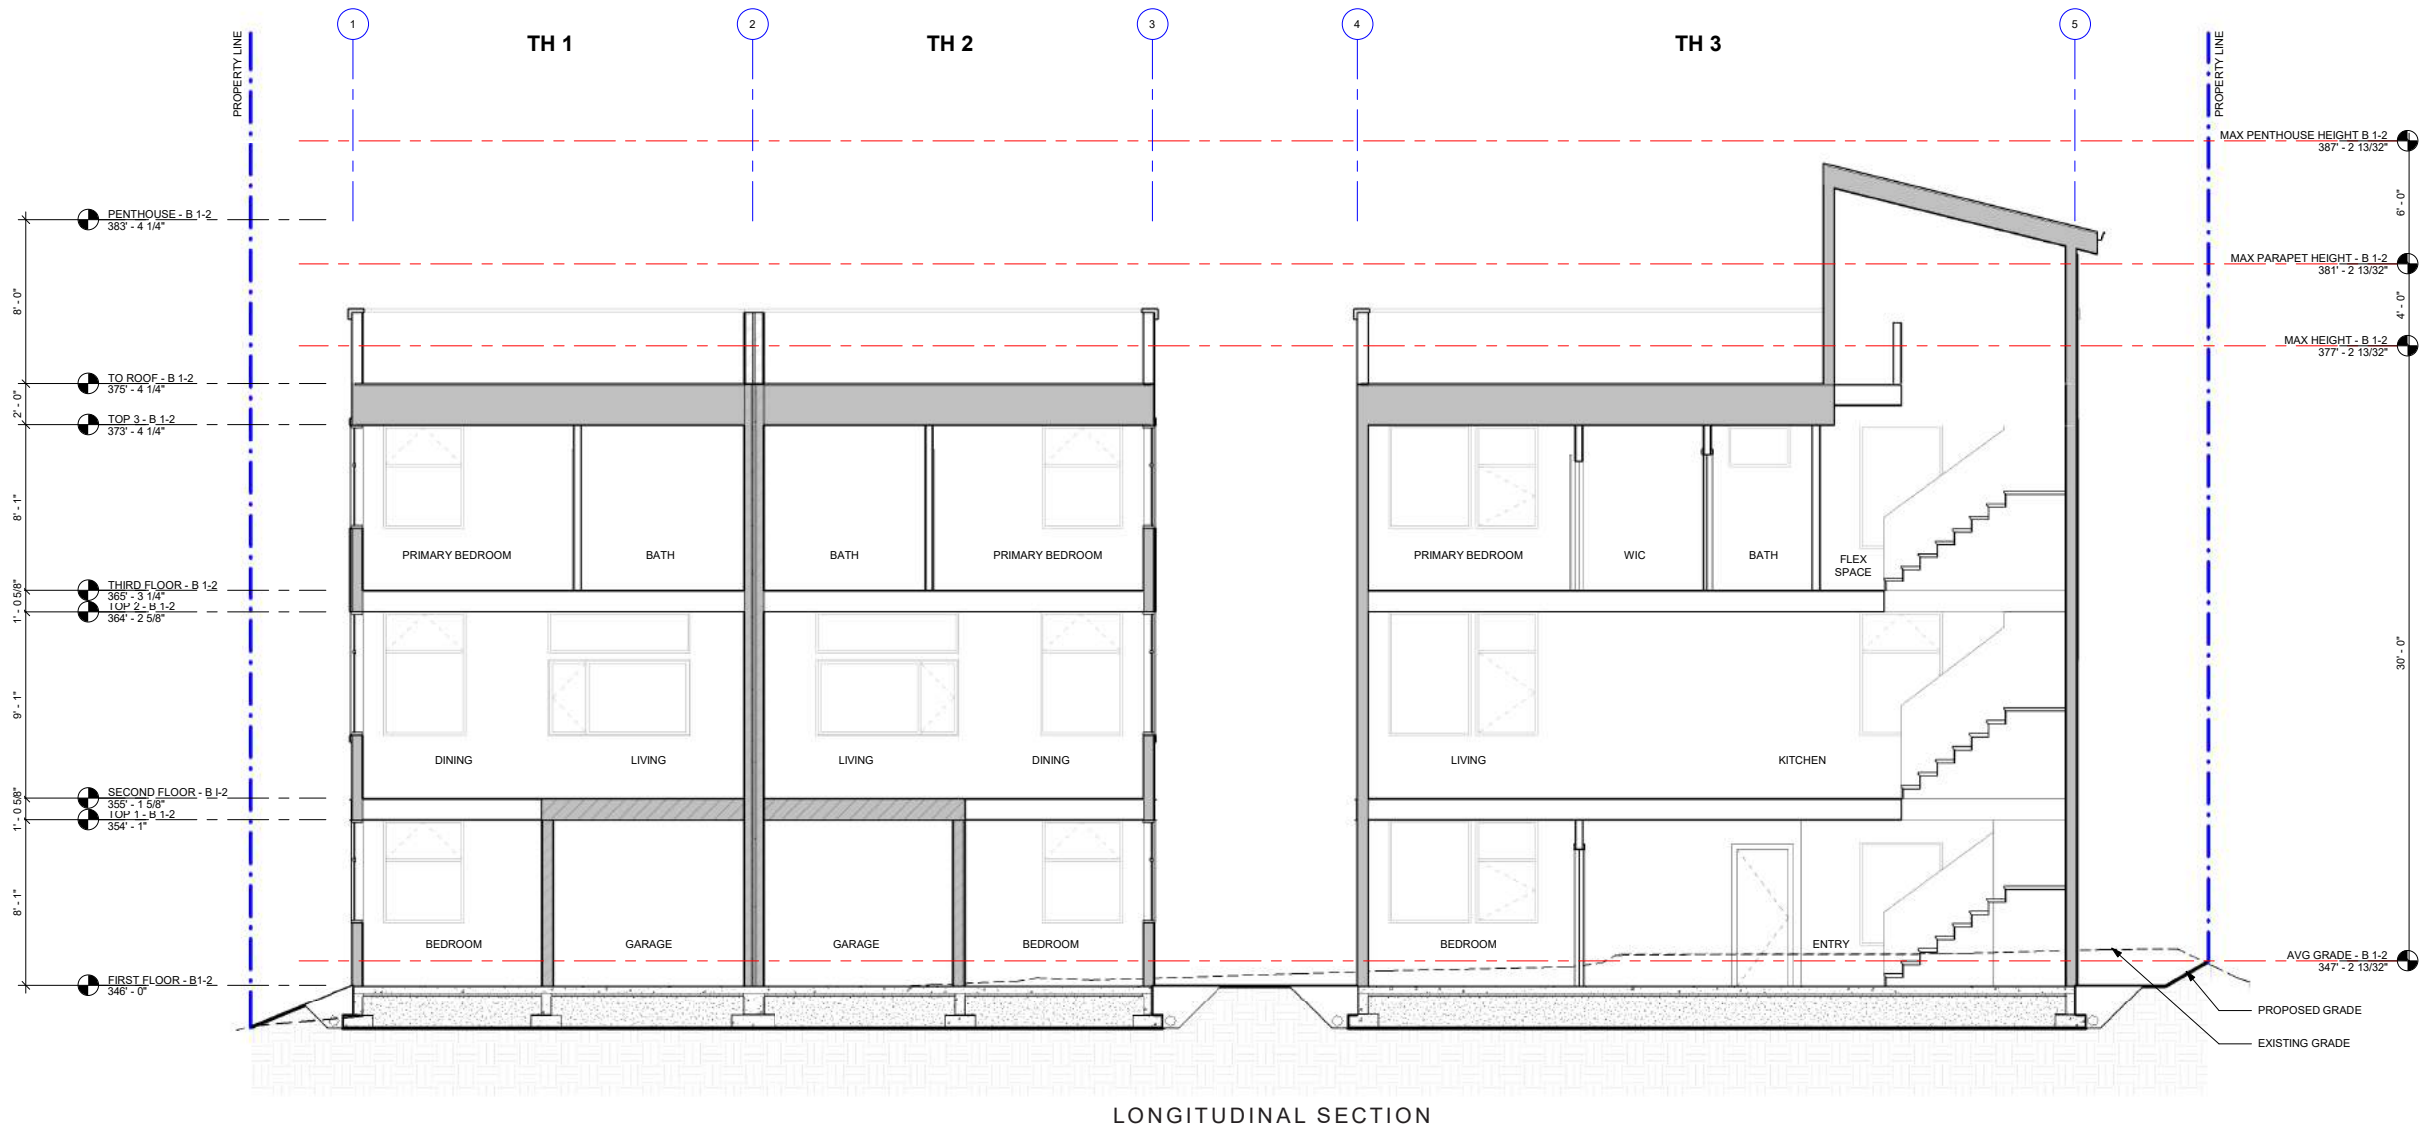 1
2
3
4
5
TH 1
TH 2
TH 3
PROPERTY LINE
PROPERTY LINE
MAX PENTHOUSE HEIGHT B 1-2
387' - 2 13/32"
6' - 0"
PENTHOUSE - B 1-2
383' - 4 1/4"
MAX PARAPET HEIGHT - B 1-2
381' - 2 13/32"
8' - 0"
4' - 0"
MAX HEIGHT - B 1-2
377' - 2 13/32"
TO ROOF - B 1-2
375' - 4 1/4"
2' - 0"
TOP 3 - B 1-2
373' - 4 1/4"
8' - 1"
PRIMARY BEDROOM
BATH
BATH
PRIMARY BEDROOM
PRIMARY BEDROOM
WIC
BATH
FLEX
SPACE
THIRD FLOOR - B 1-2
365' - 3 1/4"
1' - 0 5/8"
TOP 2 - B 1-2
364' - 2 5/8"
30' - 0"
9' - 1"
DINING
LIVING
LIVING
DINING
LIVING
KITCHEN
SECOND FLOOR - B I-2
355' - 1 5/8"
1' - 0 5/8"
TOP 1 - B 1-2
354' - 1"
8' - 1"
BEDROOM
GARAGE
GARAGE
BEDROOM
BEDROOM
ENTRY
AVG GRADE - B 1-2
347' - 2 13/32"
FIRST FLOOR - B1-2
346' - 0"
PROPOSED GRADE
EXISTING GRADE
LONGITUDINAL SECTION